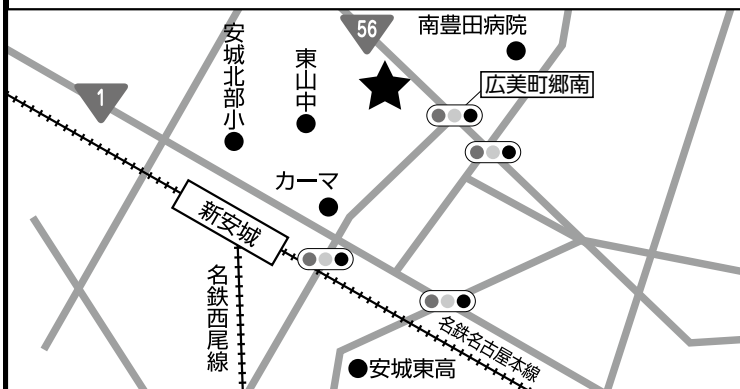 56
南豊田病院
安城北部小
東山中
広美町郷南
1
カーマ
新安城
名鉄西尾線
名鉄名古屋本線
安城東高